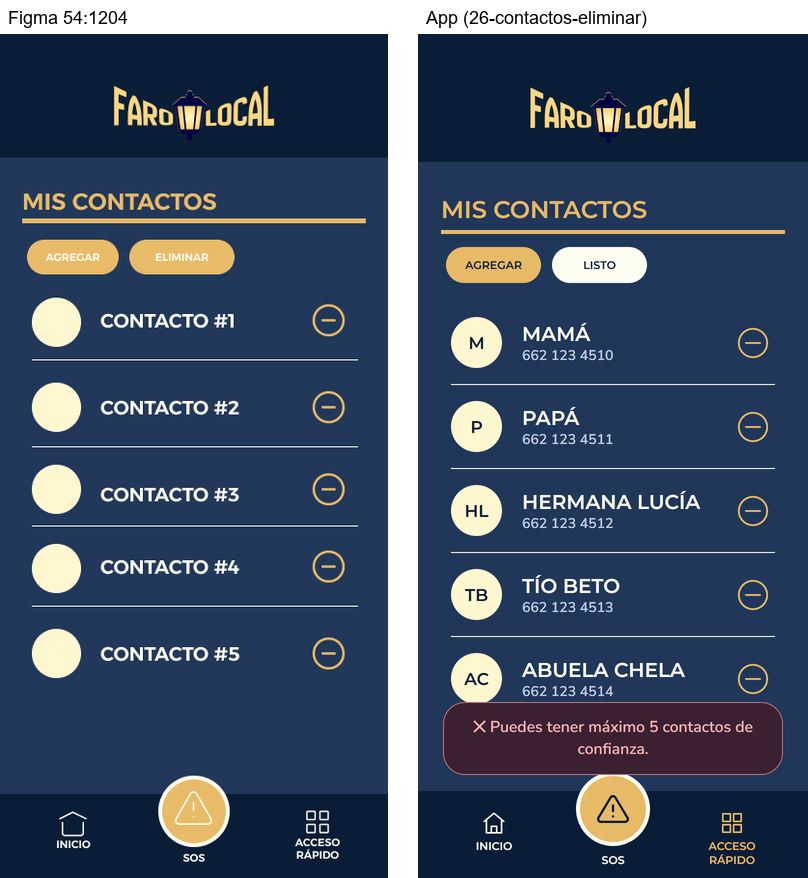 Figma 54:1204
FARO LOCAL
MIS CONTACTOS
AGREGAR
ELIMINAR
CONTACTO #1
CONTACTO #2
CONTACTO #3
CONTACTO #4
CONTACTO #5
INICIO
SOS
ACCESO
RÁPIDO
App (26-contactos-eliminar)
FARO LOCAL
MIS CONTACTOS
AGREGAR
LISTO
M
MAMÁ
662 123 4510
P
PAPÁ
662 123 4511
HL
HERMANA LUCÍA
662 123 4512
TB
TÍO BETO
662 123 4513
AC
ABUELA CHELA
662 123 4514
Puedes tener máximo 5 contactos de
confianza.
INICIO
SOS
ACCESO
RÁPIDO